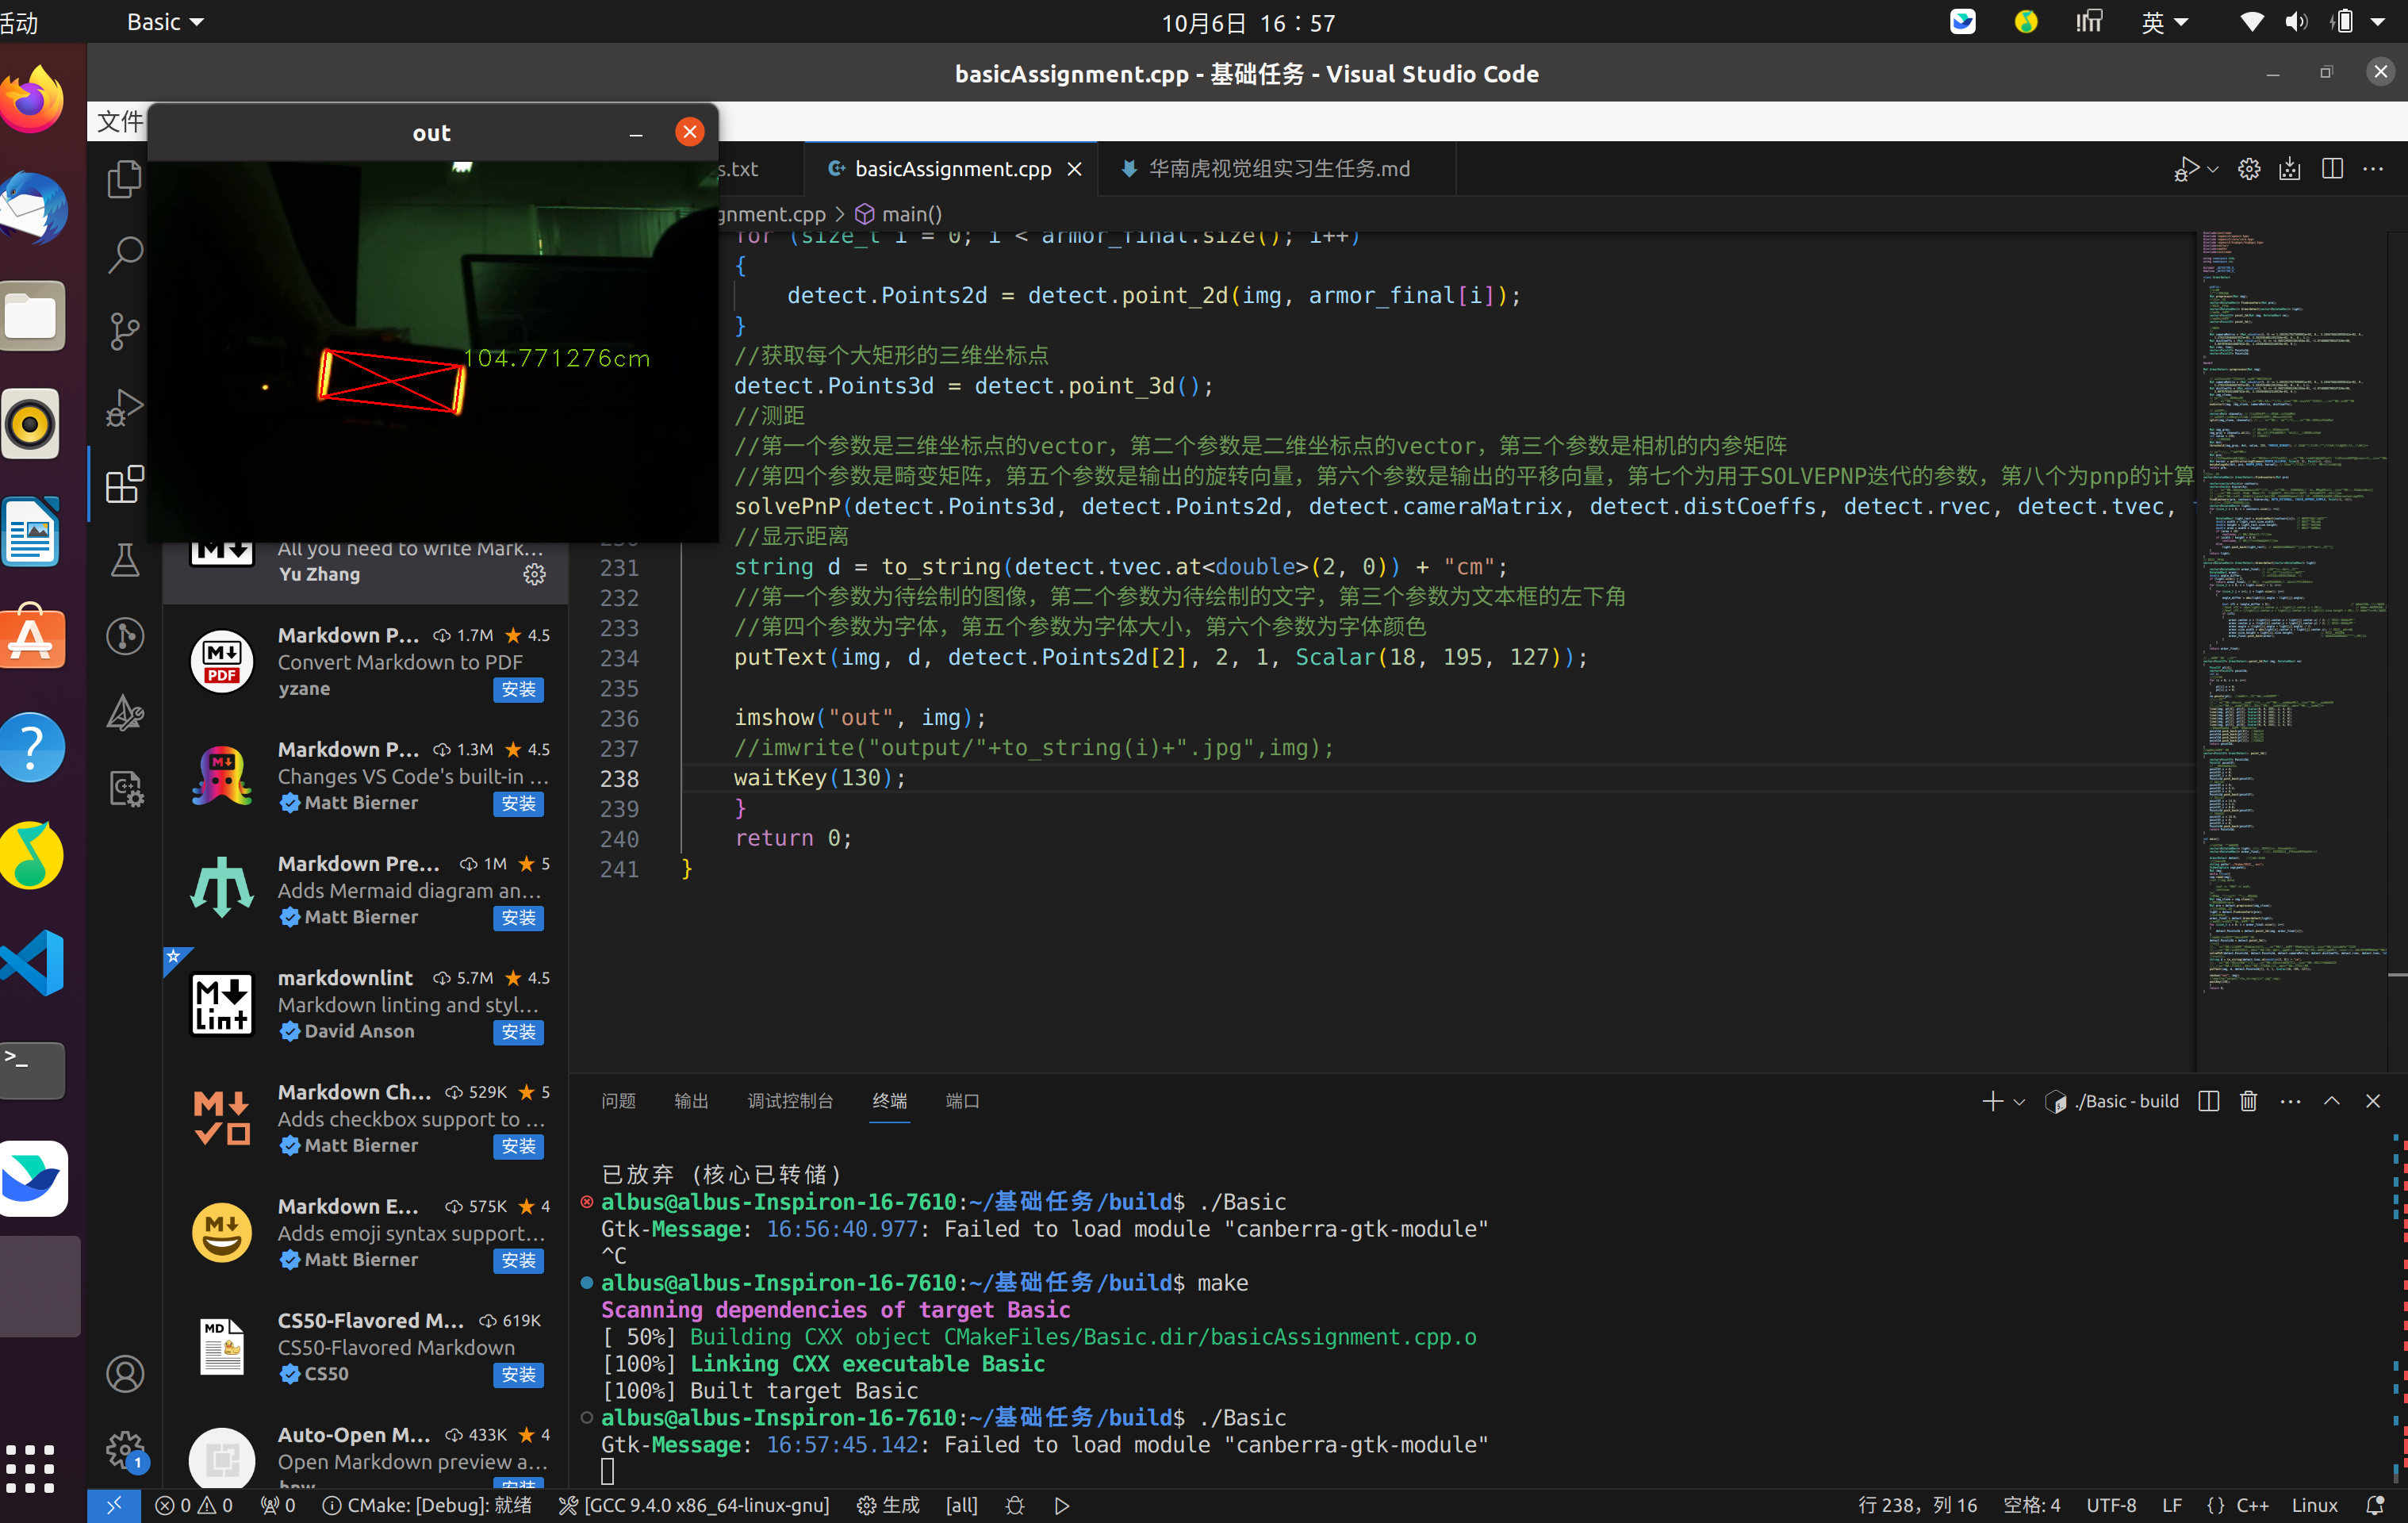 活动
Basic
10月6日 16：57
英
basicAssignment.cpp - 基础任务 - Visual Studio Code
文件
out
104.771276cm
s.txt
basicAssignment.cpp
华南虎视觉组实习生任务.md
gnment.cpp > main()
for (size_t i = 0; i < armor_final.size(); i++)
{
detect.Points2d = detect.point_2d(img, armor_final[i]);
}
//获取每个大矩形的三维坐标点
detect.Points3d = detect.point_3d();
//测距
//第一个参数是三维坐标点的vector，第二个参数是二维坐标点的vector，第三个参数是相机的内参矩阵
//第四个参数是畸变矩阵，第五个参数是输出的旋转向量，第六个参数是输出的平移向量，第七个为用于SOLVEPNP迭代的参数，第八个为pnp的计算
solvePnP(detect.Points3d, detect.Points2d, detect.cameraMatrix, detect.distCoeffs, detect.rvec, detect.tvec,
//显示距离
231 string d = to_string(detect.tvec.at<double>(2, 0)) + "cm";
232 //第一个参数为待绘制的图像，第二个参数为待绘制的文字，第三个参数为文本框的左下角
233 //第四个参数为字体，第五个参数为字体大小，第六个参数为字体颜色
234 putText(img, d, detect.Points2d[2], 2, 1, Scalar(18, 195, 127));
235
236 imshow("out", img);
237 //imwrite("output/"+to_string(i)+".jpg",img);
238 waitKey(130);
239 }
240 return 0;
241 }
All you need to write Mark...
Yu Zhang
Markdown P... 1.7M 4.5
Convert Markdown to PDF
yzane 安装
Markdown P... 1.3M 4.5
Changes VS Code's built-in ...
Matt Bierner 安装
Markdown Pre... 1M 5
Adds Mermaid diagram an...
Matt Bierner 安装
markdownlint 5.7M 4.5
Markdown linting and styl...
David Anson 安装
Markdown Ch... 529K 5
Adds checkbox support to ...
Matt Bierner 安装
Markdown E... 575K 4
Adds emoji syntax support...
Matt Bierner 安装
CS50-Flavored M... 619K
CS50-Flavored Markdown
CS50 安装
Auto-Open M... 433K 4
Open Markdown preview a...
hnw 安装
问题 输出 调试控制台 终端 端口
./Basic - build
已放弃 (核心已转储)
albus@albus-Inspiron-16-7610:~/基础任务/build$ ./Basic
Gtk-Message: 16:56:40.977: Failed to load module "canberra-gtk-module"
^C
albus@albus-Inspiron-16-7610:~/基础任务/build$ make
Scanning dependencies of target Basic
[ 50%] Building CXX object CMakeFiles/Basic.dir/basicAssignment.cpp.o
[100%] Linking CXX executable Basic
[100%] Built target Basic
albus@albus-Inspiron-16-7610:~/基础任务/build$ ./Basic
Gtk-Message: 16:57:45.142: Failed to load module "canberra-gtk-module"
1
0 0 0 CMake: [Debug]: 就绪 [GCC 9.4.0 x86_64-linux-gnu] 生成 [all]
行 238，列 16 空格: 4 UTF-8 LF {} C++ Linux